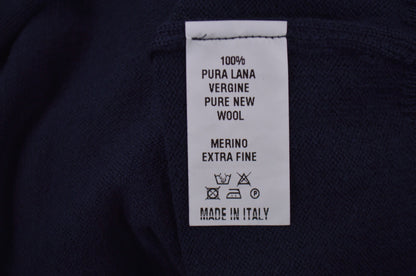 100%
PURA LANA
VERGINE
PURE NEW
WOOL
MERINO
EXTRA FINE
P
MADE IN ITALY